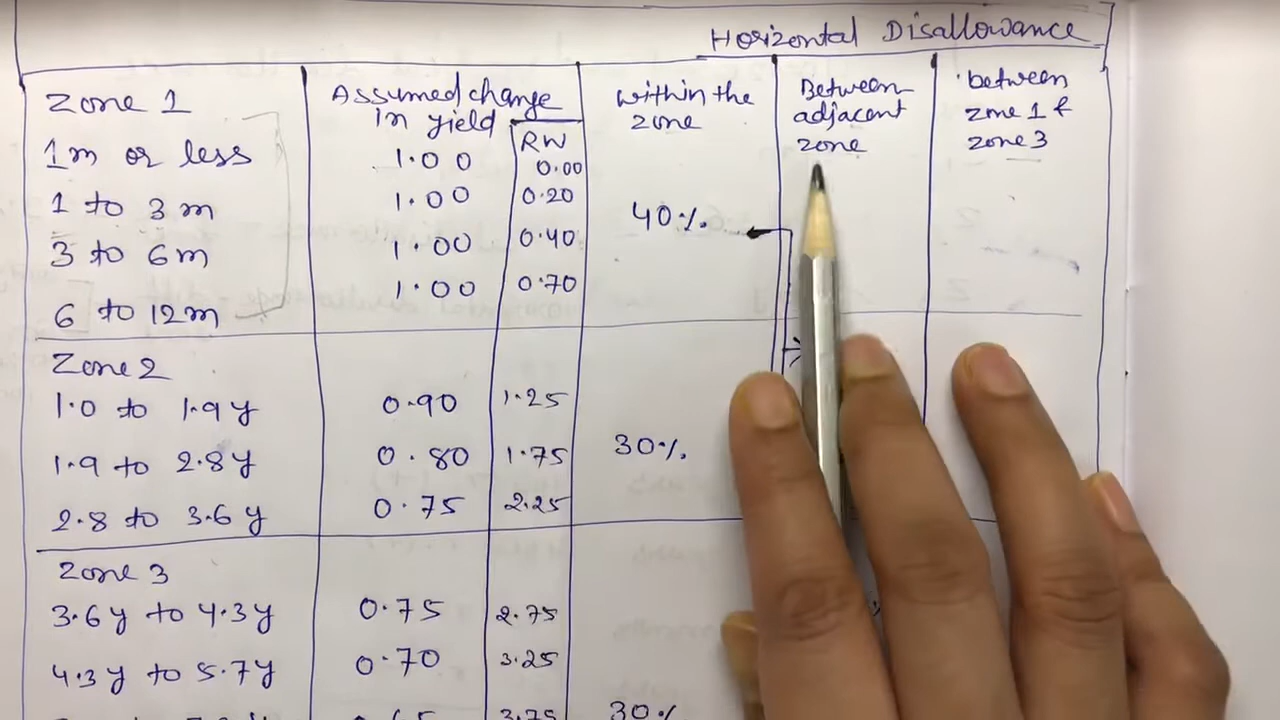 Horizontal Disallowance
Zone 1
Assumed change
in yield
RW
within the
zone
Between
adjacent
zone
between
zone 1 &
zone 3
1m or less 1.00 0.00
1 to 3 m 1.00 0.20
3 to 6 m 1.00 0.40
40%
6 to 12 m 1.00 0.70
Zone 2
1.0 to 1.9 y 0.90 1.25
1.9 to 2.8 y 0.80 1.75
30%
2.8 to 3.6 y 0.75 2.25
Zone 3
3.6 y to 4.3 y 0.75 2.75
4.3 y to 5.7 y 0.70 3.25
3.75 30%